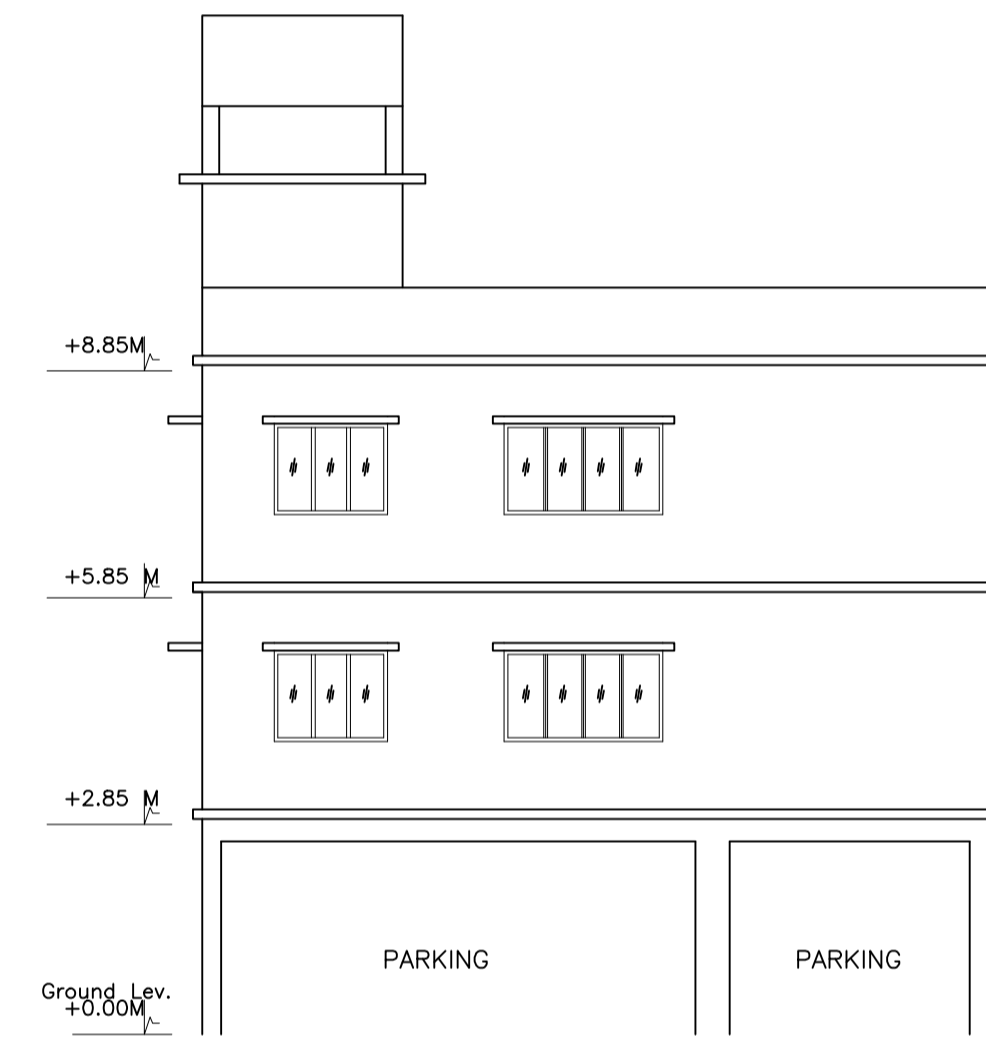 +8.85M
+5.85 M
+2.85 M
PARKING
PARKING
Ground Lev.
+0.00M